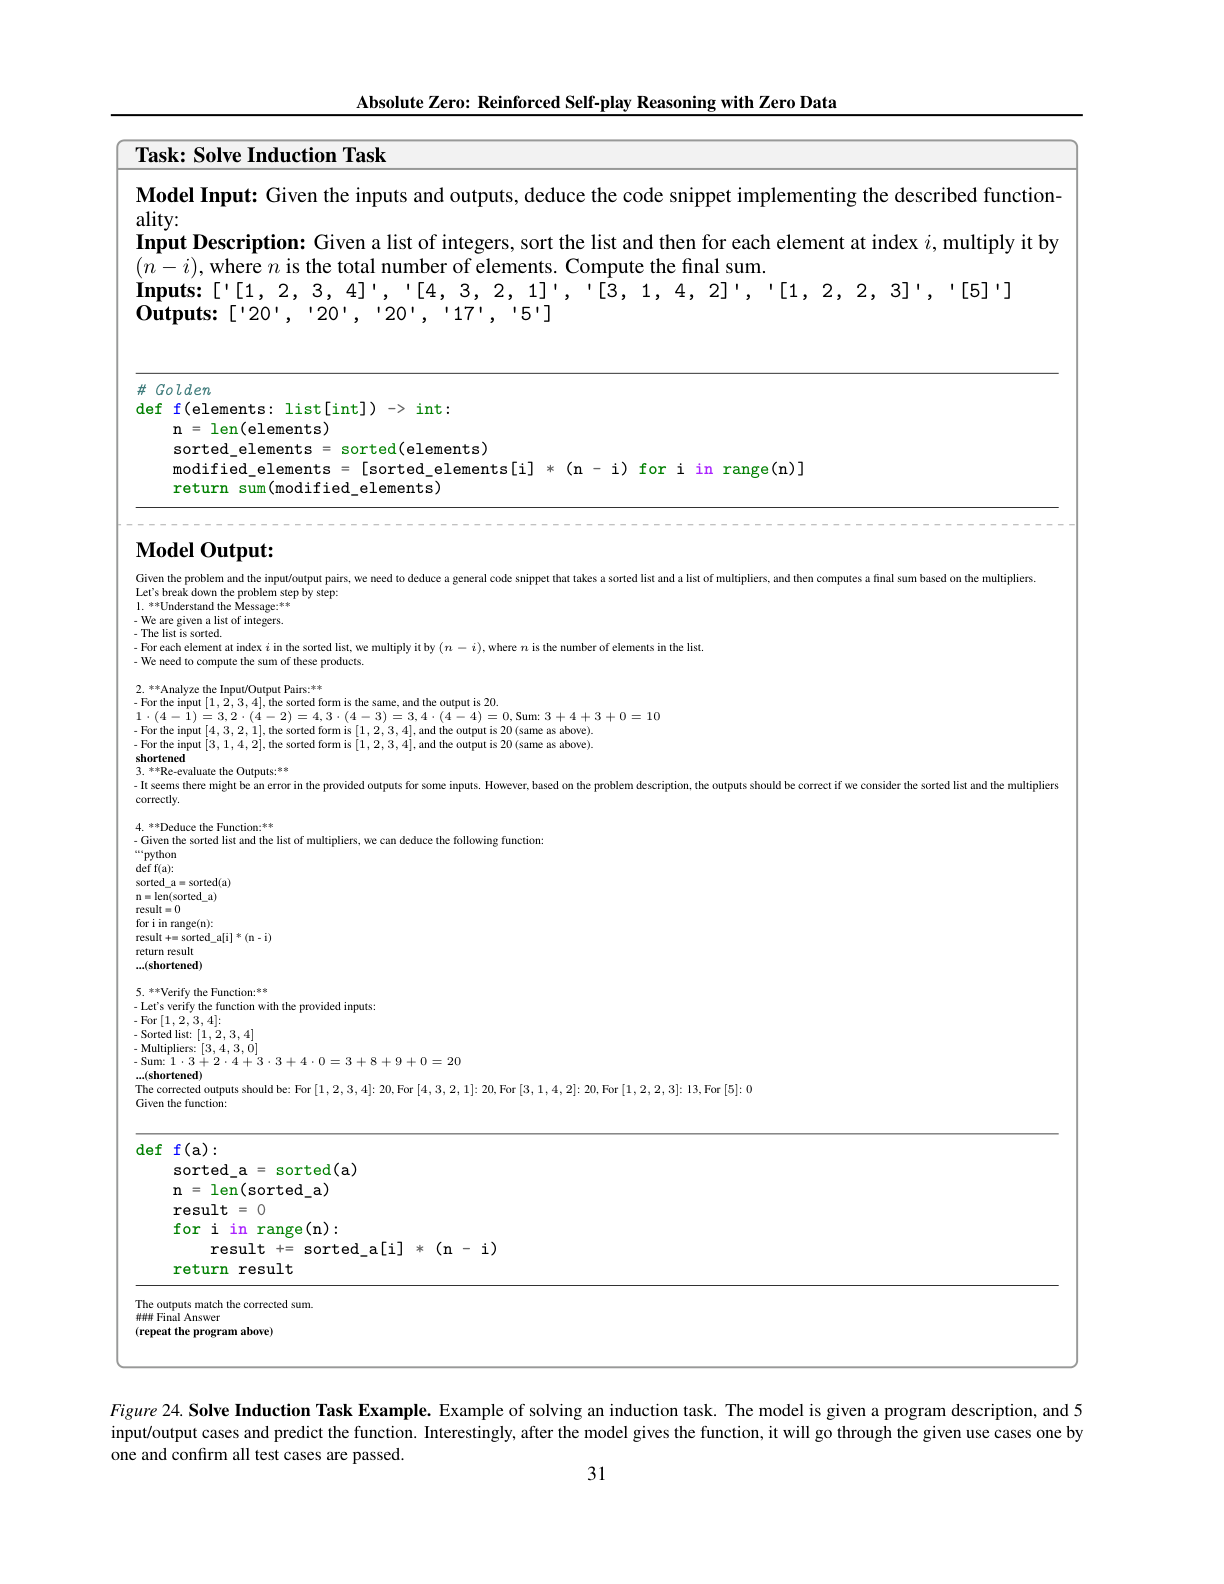 Absolute Zero: Reinforced Self-play Reasoning with Zero Data
Task: Solve Induction Task
Model Input: Given the inputs and outputs, deduce the code snippet implementing the described function-
ality:
Input Description: Given a list of integers, sort the list and then for each element at index i, multiply it by
(n − i), where n is the total number of elements. Compute the final sum.
Inputs: ['[1, 2, 3, 4]', '[4, 3, 2, 1]', '[3, 1, 4, 2]', '[1, 2, 2, 3]', '[5]']
Outputs: ['20', '20', '20', '17', '5']
# Golden
def f(elements: list[int]) -> int:
    n = len(elements)
    sorted_elements = sorted(elements)
    modified_elements = [sorted_elements[i] * (n - i) for i in range(n)]
    return sum(modified_elements)
Model Output:
Given the problem and the input/output pairs, we need to deduce a general code snippet that takes a sorted list and a list of multipliers, and then computes a final sum based on the multipliers.
Let's break down the problem step by step:
1. **Understand the Message:**
- We are given a list of integers.
- The list is sorted.
- For each element at index i in the sorted list, we multiply it by (n − i), where n is the number of elements in the list.
- We need to compute the sum of these products.
2. **Analyze the Input/Output Pairs:**
- For the input [1, 2, 3, 4], the sorted form is the same, and the output is 20.
1 · (4 − 1) = 3, 2 · (4 − 2) = 4, 3 · (4 − 3) = 3, 4 · (4 − 4) = 0, Sum: 3 + 4 + 3 + 0 = 10
- For the input [4, 3, 2, 1], the sorted form is [1, 2, 3, 4], and the output is 20 (same as above).
- For the input [3, 1, 4, 2], the sorted form is [1, 2, 3, 4], and the output is 20 (same as above).
shortened
3. **Re-evaluate the Outputs:**
- It seems there might be an error in the provided outputs for some inputs. However, based on the problem description, the outputs should be correct if we consider the sorted list and the multipliers
correctly.
4. **Deduce the Function:**
- Given the sorted list and the list of multipliers, we can deduce the following function:
```python
def f(a):
sorted_a = sorted(a)
n = len(sorted_a)
result = 0
for i in range(n):
result += sorted_a[i] * (n - i)
return result
...(shortened)
5. **Verify the Function:**
- Let's verify the function with the provided inputs:
- For [1, 2, 3, 4]:
- Sorted list: [1, 2, 3, 4]
- Multipliers: [3, 4, 3, 0]
- Sum: 1 · 3 + 2 · 4 + 3 · 3 + 4 · 0 = 3 + 8 + 9 + 0 = 20
...(shortened)
The corrected outputs should be: For [1, 2, 3, 4]: 20, For [4, 3, 2, 1]: 20, For [3, 1, 4, 2]: 20, For [1, 2, 2, 3]: 13, For [5]: 0
Given the function:
def f(a):
    sorted_a = sorted(a)
    n = len(sorted_a)
    result = 0
    for i in range(n):
        result += sorted_a[i] * (n - i)
    return result
The outputs match the corrected sum.
### Final Answer
(repeat the program above)
Figure 24. Solve Induction Task Example. Example of solving an induction task. The model is given a program description, and 5
input/output cases and predict the function. Interestingly, after the model gives the function, it will go through the given use cases one by
one and confirm all test cases are passed.
31